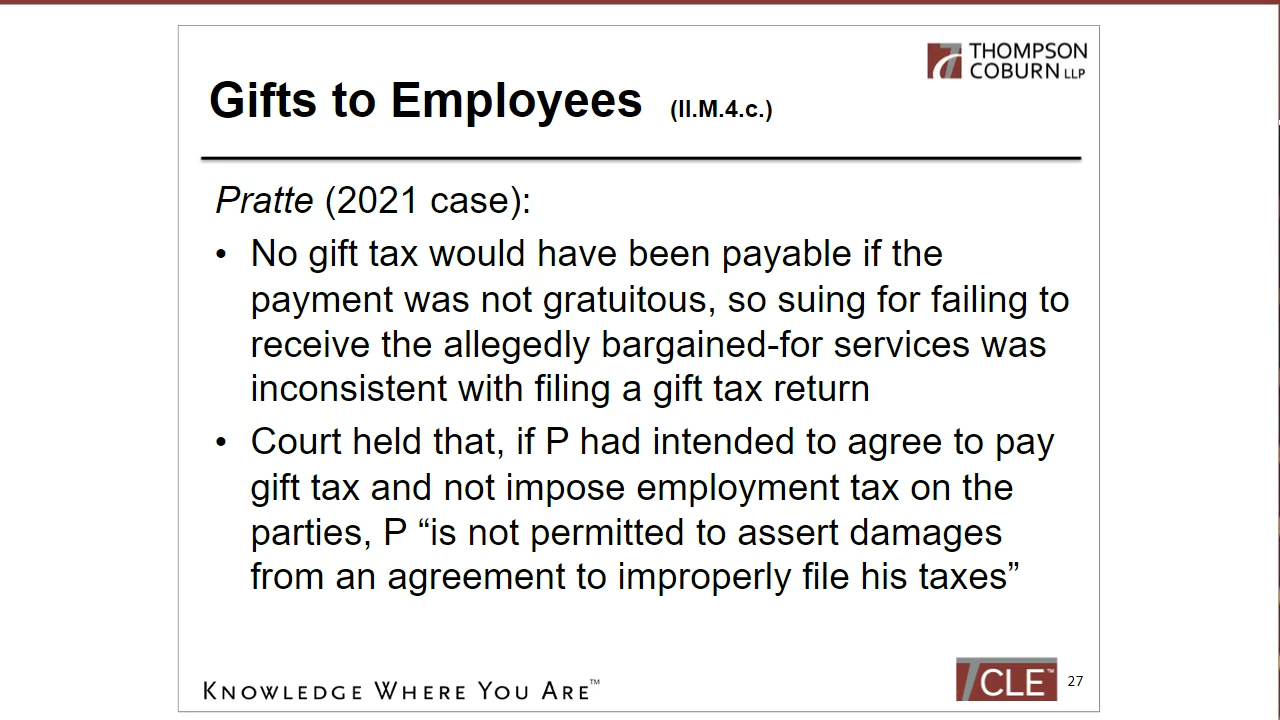 THOMPSON
COBURN LLP
Gifts to Employees (II.M.4.c.)
Pratte (2021 case):
• No gift tax would have been payable if the
payment was not gratuitous, so suing for failing to
receive the allegedly bargained-for services was
inconsistent with filing a gift tax return
• Court held that, if P had intended to agree to pay
gift tax and not impose employment tax on the
parties, P “is not permitted to assert damages
from an agreement to improperly file his taxes”
KNOWLEDGE WHERE YOU ARE™
CLE™ 27